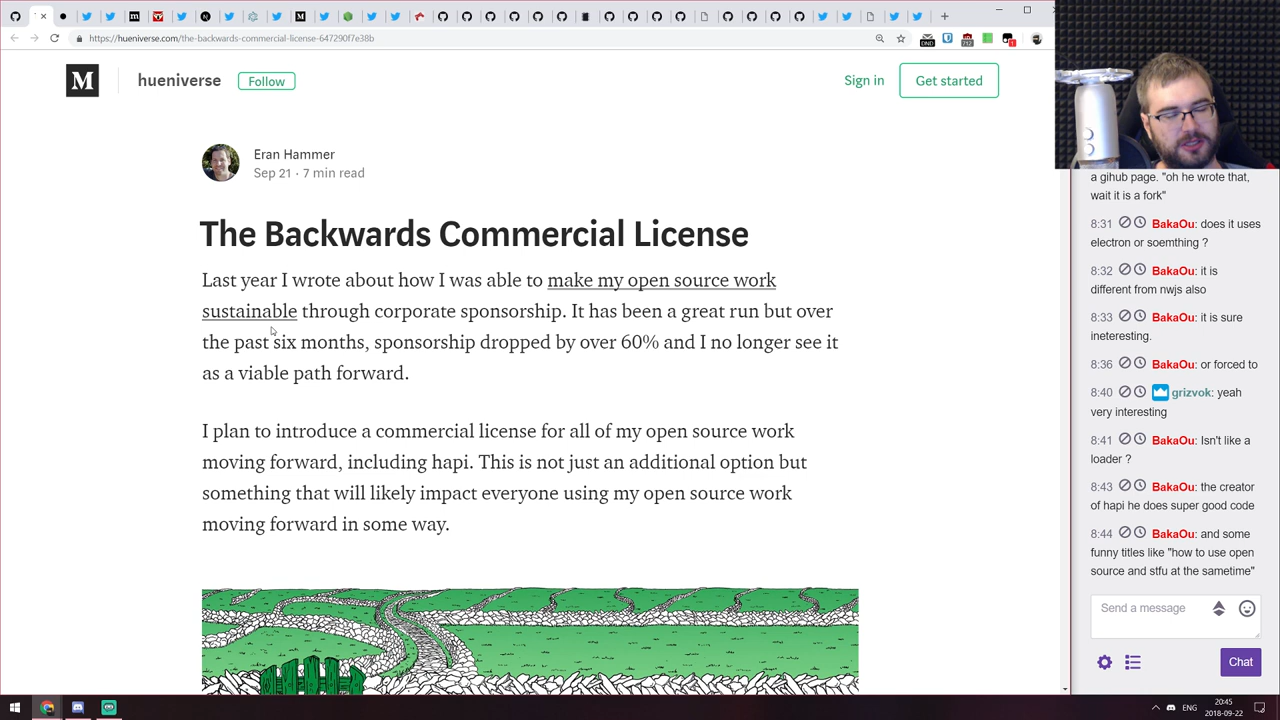 https://hueniverse.com/the-backwards-commercial-license-647290f7e38b
DND
712
1
M
hueniverse
Follow
Sign in
Get started
Eran Hammer
Sep 21 · 7 min read
The Backwards Commercial License
Last year I wrote about how I was able to make my open source work
sustainable through corporate sponsorship. It has been a great run but over
the past six months, sponsorship dropped by over 60% and I no longer see it
as a viable path forward.
I plan to introduce a commercial license for all of my open source work
moving forward, including hapi. This is not just an additional option but
something that will likely impact everyone using my open source work
moving forward in some way.
a gihub page. "oh he wrote that,
wait it is a fork"
8:31 BakaOu: does it uses
electron or soemthing ?
8:32 BakaOu: it is
different from nwjs also
8:33 BakaOu: it is sure
ineteresting.
8:36 BakaOu: or forced to
8:40 grizvok: yeah
very interesting
8:41 BakaOu: Isn't like a
loader ?
8:43 BakaOu: the creator
of hapi he does super good code
8:44 BakaOu: and some
funny titles like "how to use open
source and stfu at the sametime"
Send a message
Chat
ENG
20:45
2018-09-22